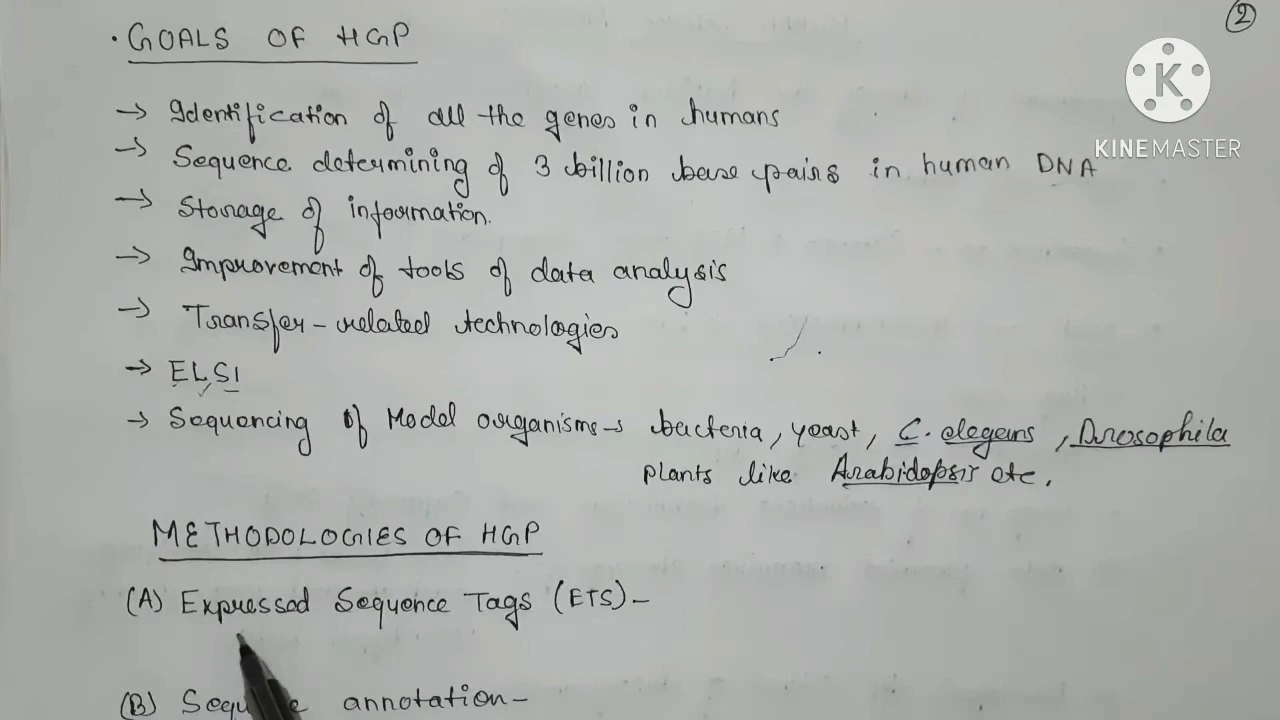 2
K
KINEMASTER
• GOALS OF HGP
→ Identification of all the genes in humans
→ Sequence determining of 3 billion base pairs in human DNA
→ Storage of information.
→ Improvement of tools of data analysis
→ Transfer-related technologies
→ ELSI
→ Sequencing of Model organisms → bacteria, yeast, C. elegans, Drosophila
plants like Arabidopsis etc.
METHODOLOGIES OF HGP
(A) Expressed Sequence Tags (ETS) –
(B) annotation –